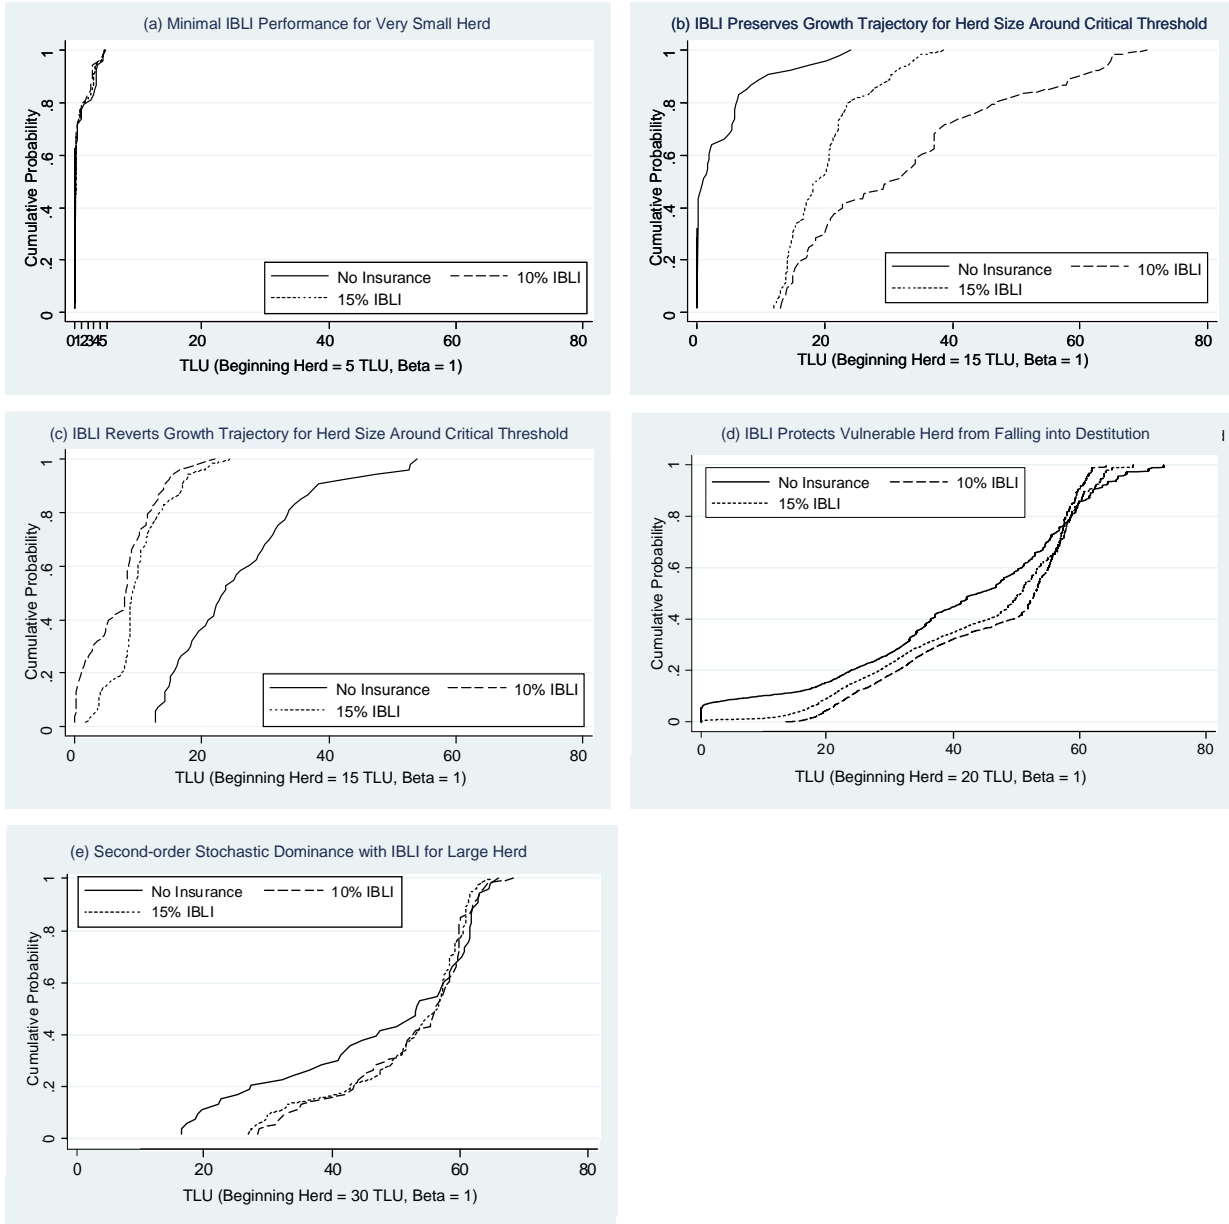 (a) Minimal IBLI Performance for Very Small Herd
Cumulative Probability
0 .2 .4 .6 .8 1
No Insurance 10% IBLI
15% IBLI
0 1 2 3 4 5 20 40 60 80
TLU (Beginning Herd = 5 TLU, Beta = 1)
(b) IBLI Preserves Growth Trajectory for Herd Size Around Critical Threshold
Cumulative Probability
0 .2 .4 .6 .8 1
No Insurance 10% IBLI
15% IBLI
0 20 40 60 80
TLU (Beginning Herd = 15 TLU, Beta = 1)
(c) IBLI Reverts Growth Trajectory for Herd Size Around Critical Threshold
Cumulative Probability
0 .2 .4 .6 .8 1
No Insurance 10% IBLI
15% IBLI
0 20 40 60 80
TLU (Beginning Herd = 15 TLU, Beta = 1)
(d) IBLI Protects Vulnerable Herd from Falling into Destitution
No Insurance 10% IBLI
15% IBLI
Cumulative Probability
0 .2 .4 .6 .8 1
0 20 40 60 80
TLU (Beginning Herd = 20 TLU, Beta = 1)
(e) Second-order Stochastic Dominance with IBLI for Large Herd
No Insurance 10% IBLI
15% IBLI
Cumulative Probability
0 .2 .4 .6 .8 1
0 20 40 60 80
TLU (Beginning Herd = 30 TLU, Beta = 1)